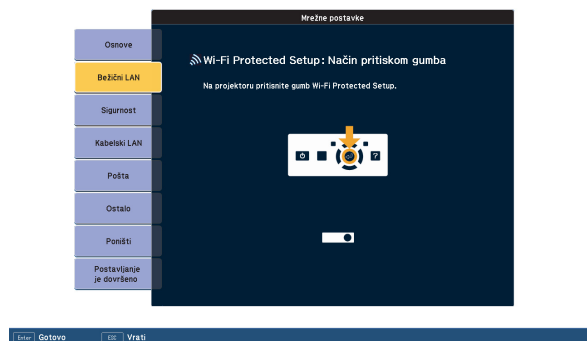 Mrežne postavke
Osnove
Bežični LAN
Sigurnost
Kabelski LAN
Pošta
Ostalo
Poništi
Postavljanje
je dovršeno
Wi-Fi Protected Setup: Način pritiskom gumba
Na projektoru pritisnite gumb Wi-Fi Protected Setup.
?
Enter Gotovo ESC Vrati